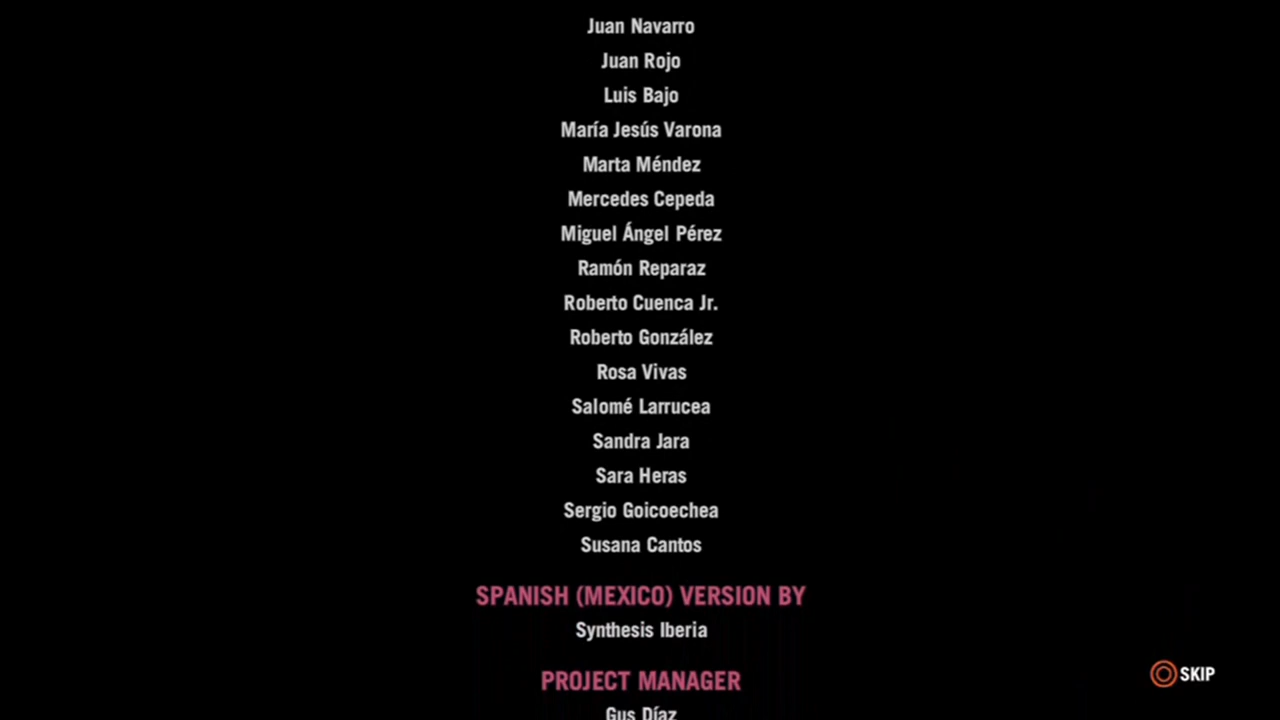 Juan Navarro
Juan Rojo
Luis Bajo
María Jesús Varona
Marta Méndez
Mercedes Cepeda
Miguel Ángel Pérez
Ramón Reparaz
Roberto Cuenca Jr.
Roberto González
Rosa Vivas
Salomé Larrucea
Sandra Jara
Sara Heras
Sergio Goicoechea
Susana Cantos
SPANISH (MEXICO) VERSION BY
Synthesis Iberia
SKIP
PROJECT MANAGER
Gus Díaz